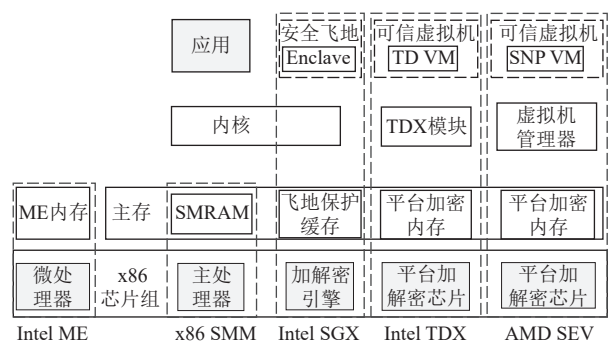 应用
安全飞地
Enclave
可信虚拟机
TD VM
可信虚拟机
SNP VM
内核
TDX模块
虚拟机
管理器
ME内存
主存
SMRAM
飞地保护
缓存
平台加密
内存
平台加密
内存
微处
理器
x86
芯片组
主处
理器
加解密
引擎
平台加
解密芯片
平台加
解密芯片
Intel ME
x86 SMM
Intel SGX
Intel TDX
AMD SEV